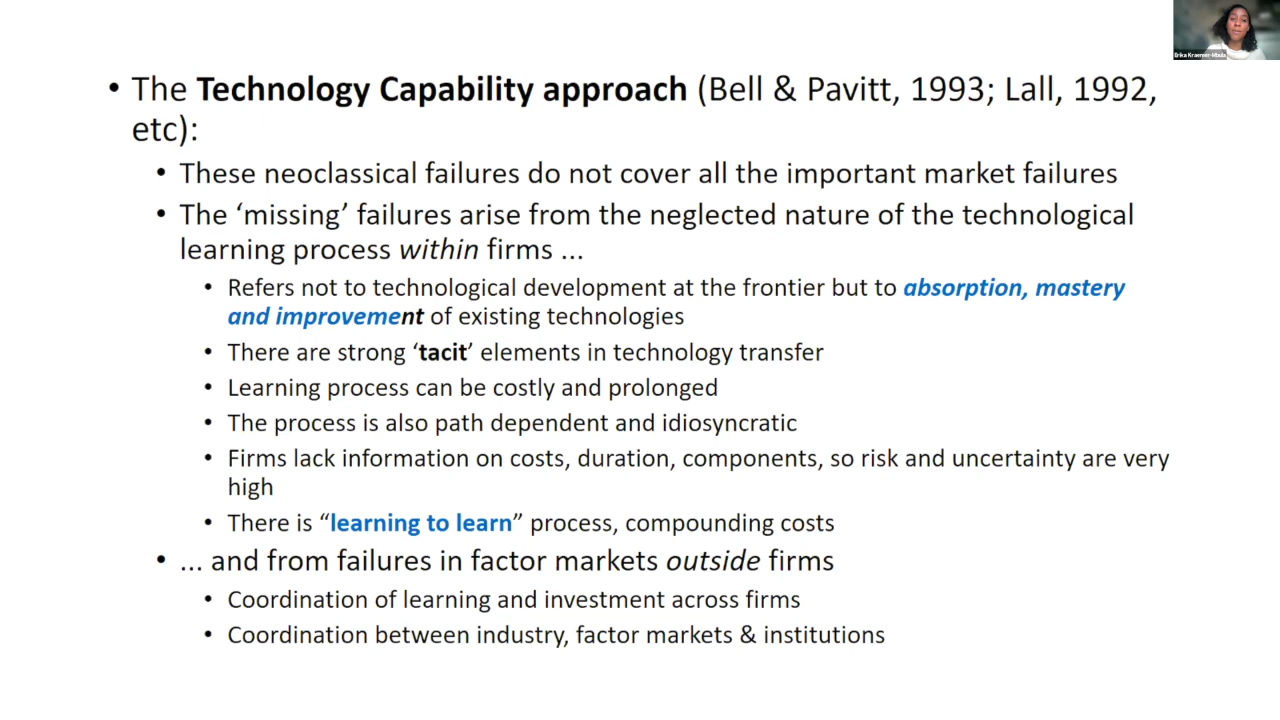 Erika Kraemer-Mbula
• The Technology Capability approach (Bell & Pavitt, 1993; Lall, 1992,
etc):
• These neoclassical failures do not cover all the important market failures
• The ‘missing’ failures arise from the neglected nature of the technological
learning process within firms ...
• Refers not to technological development at the frontier but to absorption, mastery
and improvement of existing technologies
• There are strong ‘tacit’ elements in technology transfer
• Learning process can be costly and prolonged
• The process is also path dependent and idiosyncratic
• Firms lack information on costs, duration, components, so risk and uncertainty are very
high
• There is “learning to learn” process, compounding costs
• ... and from failures in factor markets outside firms
• Coordination of learning and investment across firms
• Coordination between industry, factor markets & institutions